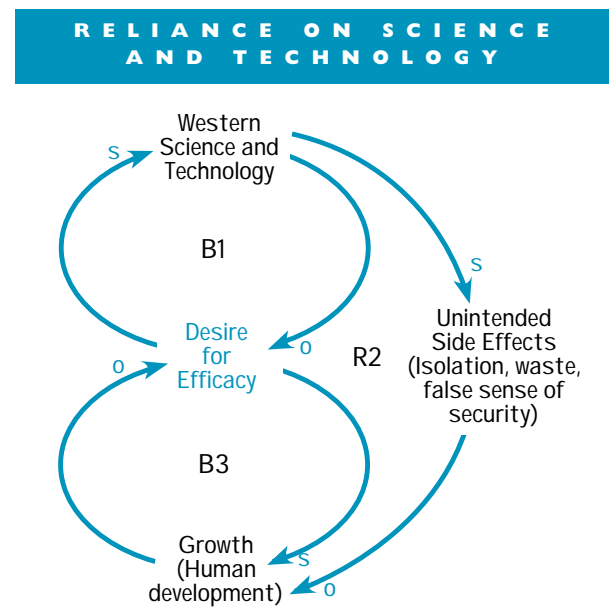 RELIANCE ON SCIENCE
AND TECHNOLOGY
Western
Science and
Technology
s
B1
s
Desire
for
Efficacy
o
o
R2
Unintended
Side Effects
(Isolation, waste,
false sense of
security)
B3
Growth
(Human
development)
s
o